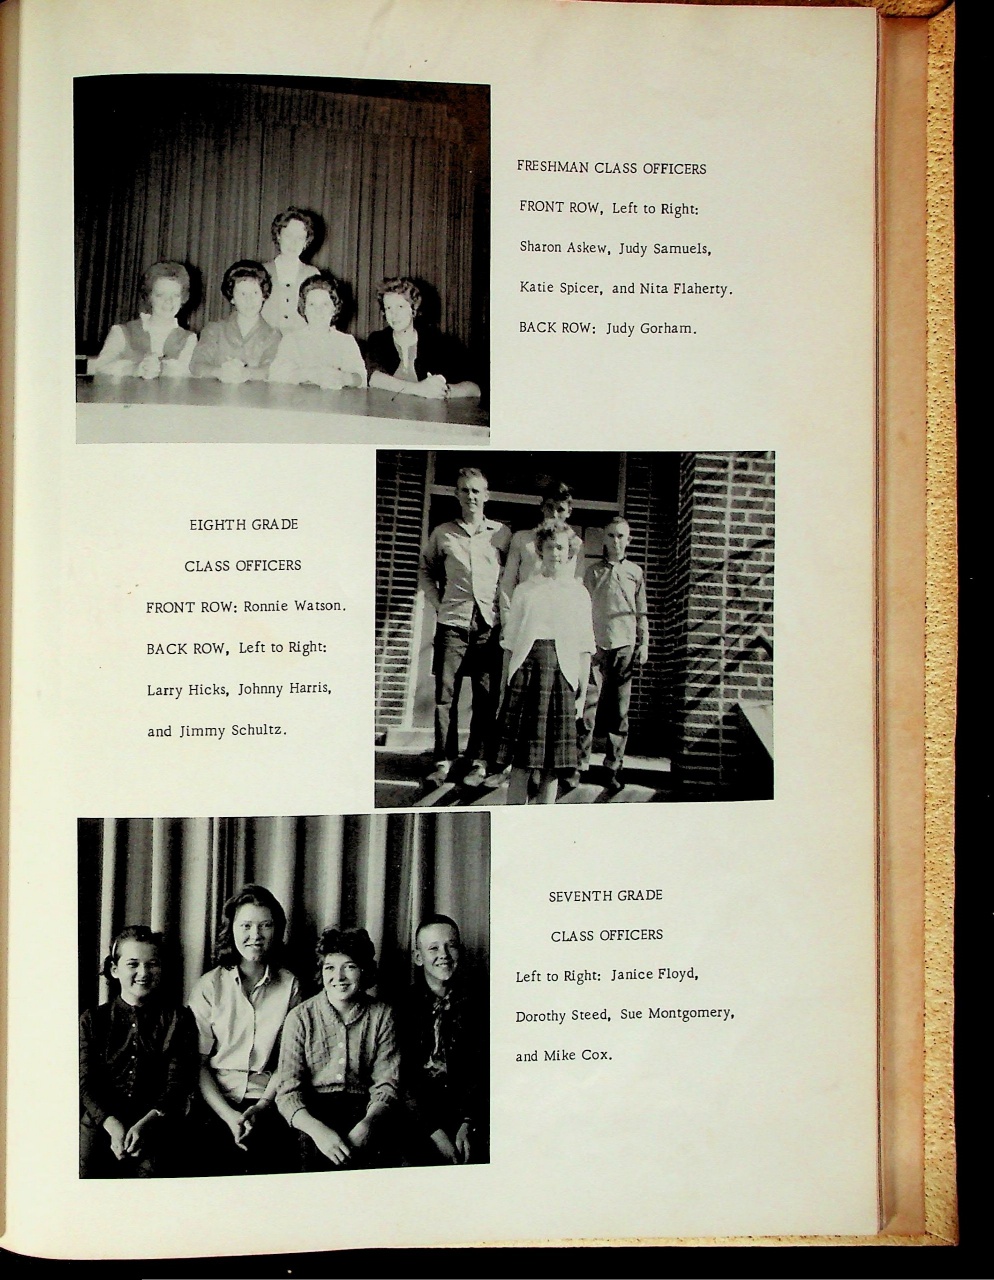 FRESHMAN CLASS OFFICERS
FRONT ROW, Left to Right:
Sharon Askew, Judy Samuels,
Katie Spicer, and Nita Flaherty.
BACK ROW: Judy Gorham.
EIGHTH GRADE
CLASS OFFICERS
FRONT ROW: Ronnie Watson.
BACK ROW, Left to Right:
Larry Hicks, Johnny Harris,
and Jimmy Schultz.
SEVENTH GRADE
CLASS OFFICERS
Left to Right: Janice Floyd,
Dorothy Steed, Sue Montgomery,
and Mike Cox.